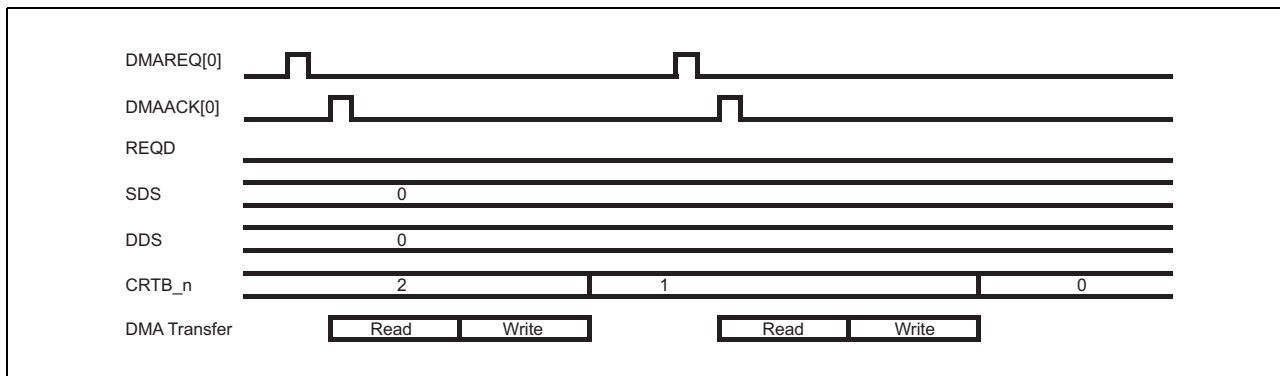 DMAREQ[0]
DMAACK[0]
REQD
SDS 0
DDS 0
CRTB_n 2 1 0
DMA Transfer Read Write Read Write